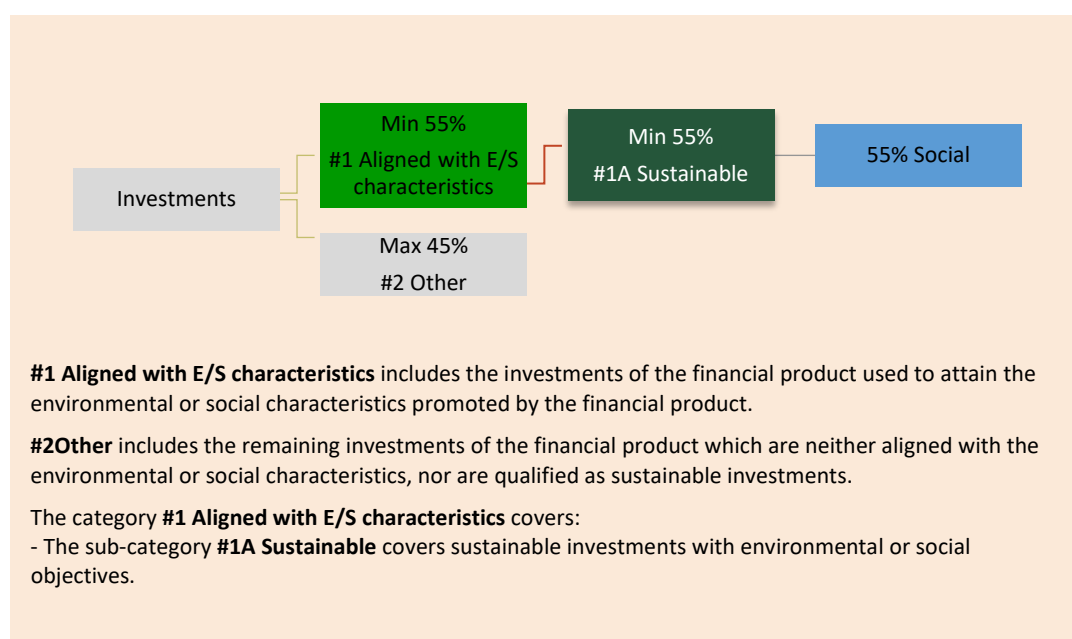 Min 55%
#1 Aligned with E/S
characteristics
Min 55%
#1A Sustainable
55% Social
Investments
Max 45%
#2 Other
#1 Aligned with E/S characteristics includes the investments of the financial product used to attain the
environmental or social characteristics promoted by the financial product.
#2Other includes the remaining investments of the financial product which are neither aligned with the
environmental or social characteristics, nor are qualified as sustainable investments.
The category #1 Aligned with E/S characteristics covers:
- The sub-category #1A Sustainable covers sustainable investments with environmental or social
objectives.